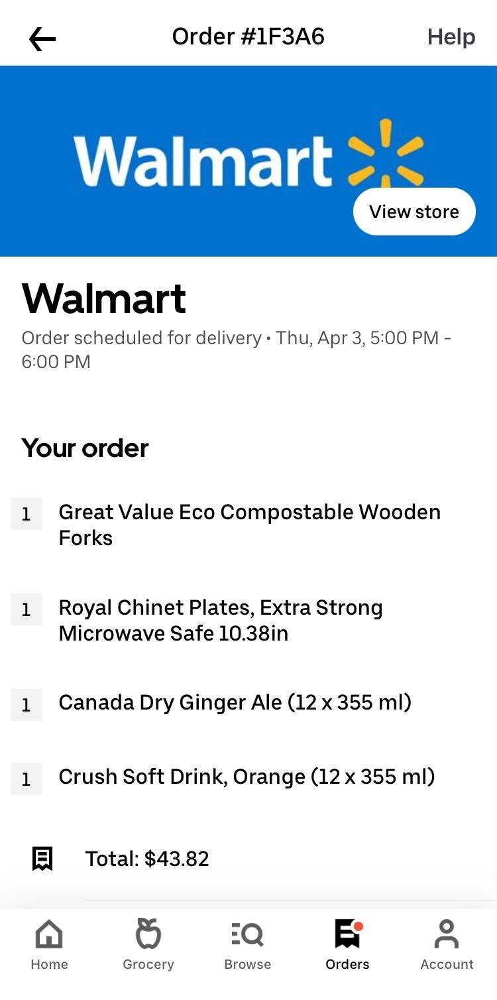 Order #1F3A6
Help
Walmart
View store
Walmart
Order scheduled for delivery • Thu, Apr 3, 5:00 PM -
6:00 PM
Your order
1 Great Value Eco Compostable Wooden
Forks
1 Royal Chinet Plates, Extra Strong
Microwave Safe 10.38in
1 Canada Dry Ginger Ale (12 x 355 ml)
1 Crush Soft Drink, Orange (12 x 355 ml)
Total: $43.82
Home Grocery Browse Orders Account